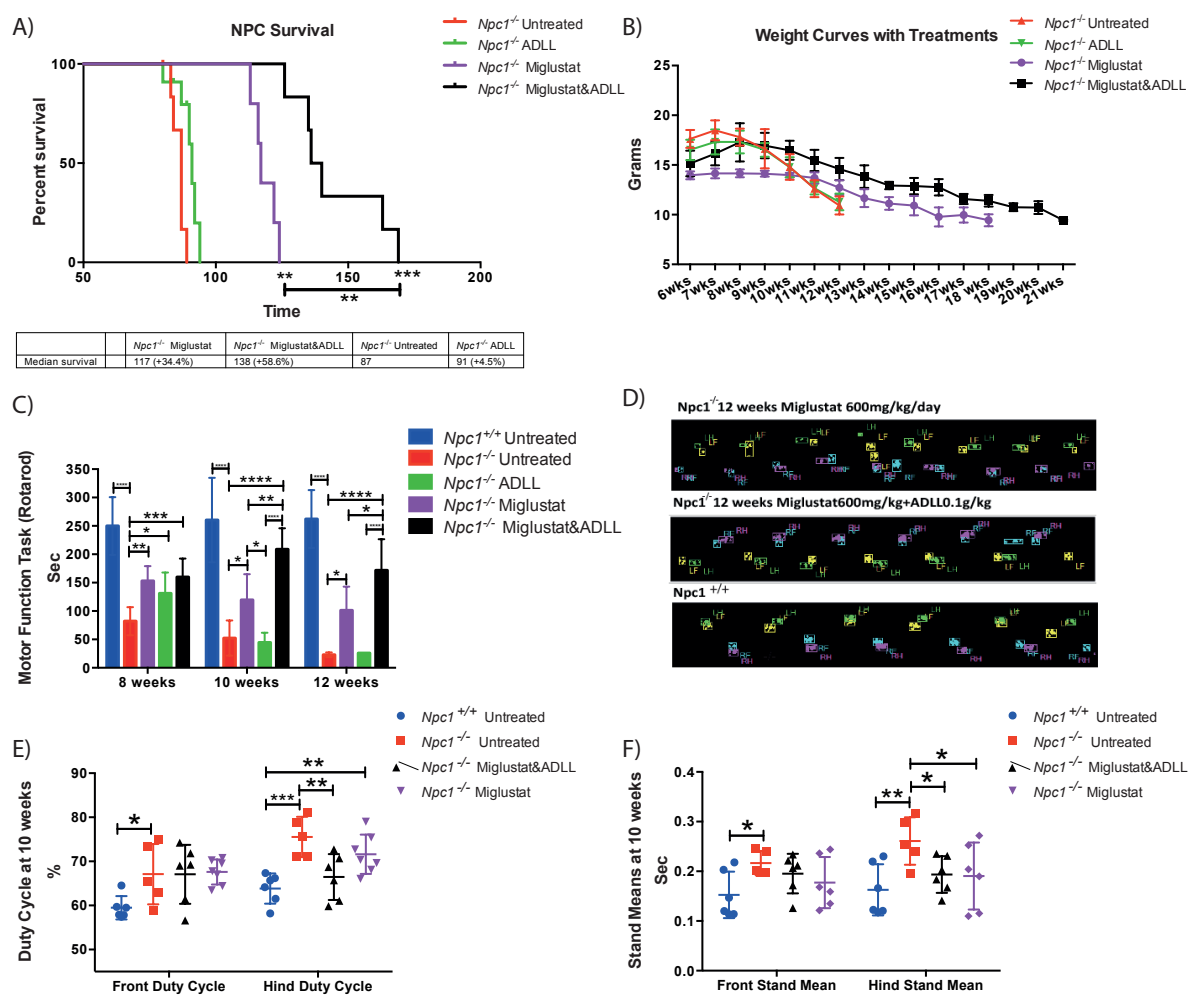 A)
NPC Survival
Npc1-/- Untreated
Npc1-/- ADLL
Npc1-/- Miglustat
Npc1-/- Miglustat&ADLL
Percent survival
100
50
0
50
100
150
200
**
***
**
Time
Npc1-/- Miglustat
Npc1-/- Miglustat&ADLL
Npc1-/- Untreated
Npc1-/- ADLL
Median survival
117 (+34.4%)
138 (+58.6%)
87
91 (+4.5%)
B)
Weight Curves with Treatments
Npc1-/- Untreated
Npc1-/- ADLL
Npc1-/- Miglustat
Npc1-/- Miglustat&ADLL
Grams
25
20
15
10
5
6wks
7wks
8wks
9wks
10wks
11wks
12wks
13wks
14wks
15wks
16wks
17wks
18 wks
19wks
20wks
21wks
C)
Npc1+/+ Untreated
Npc1-/- Untreated
Npc1-/- ADLL
Npc1-/- Miglustat
Npc1-/- Miglustat&ADLL
Motor Function Task (Rotarod)
Sec
350
300
250
200
150
100
50
0
****
***
*
**
****
****
**
****
*
*
****
****
*
****
*
8 weeks
10 weeks
12 weeks
D)
Npc1-/-12 weeks Miglustat 600mg/kg/day
Npc1-/-12 weeks Miglustat600mg/kg+ADLL0.1g/kg
Npc1 +/+
E)
Npc1 +/+ Untreated
Npc1-/- Untreated
Npc1-/- Miglustat&ADLL
Npc1-/- Miglustat
Duty Cycle at 10 weeks
%
90
80
70
60
50
*
**
***
**
Front Duty Cycle
Hind Duty Cycle
F)
Npc1+/+ Untreated
Npc1-/- Untreated
Npc1-/- Miglustat&ADLL
Npc1-/- Miglustat
Stand Means at 10 weeks
Sec
0.4
0.3
0.2
0.1
0.0
*
*
**
*
Front Stand Mean
Hind Stand Mean